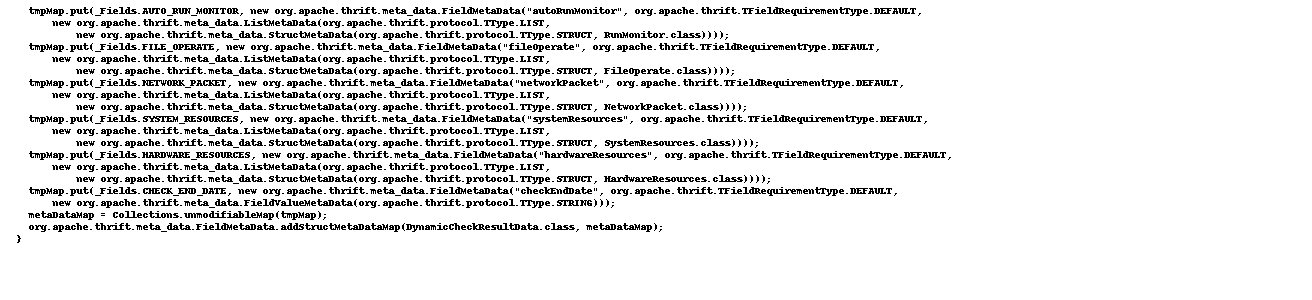 tmpMap.put(_Fields.AUTO_RUN_MONITOR, new org.apache.thrift.meta_data.FieldMetaData("autoRunMonitor", org.apache.thrift.TFieldRequirementType.DEFAULT,
new org.apache.thrift.meta_data.ListMetaData(org.apache.thrift.protocol.TType.LIST,
new org.apache.thrift.meta_data.StructMetaData(org.apache.thrift.protocol.TType.STRUCT, RunMonitor.class))));
tmpMap.put(_Fields.FILE_OPERATE, new org.apache.thrift.meta_data.FieldMetaData("fileOperate", org.apache.thrift.TFieldRequirementType.DEFAULT,
new org.apache.thrift.meta_data.ListMetaData(org.apache.thrift.protocol.TType.LIST,
new org.apache.thrift.meta_data.StructMetaData(org.apache.thrift.protocol.TType.STRUCT, FileOperate.class))));
tmpMap.put(_Fields.NETWORK_PACKET, new org.apache.thrift.meta_data.FieldMetaData("networkPacket", org.apache.thrift.TFieldRequirementType.DEFAULT,
new org.apache.thrift.meta_data.ListMetaData(org.apache.thrift.protocol.TType.LIST,
new org.apache.thrift.meta_data.StructMetaData(org.apache.thrift.protocol.TType.STRUCT, NetworkPacket.class))));
tmpMap.put(_Fields.SYSTEM_RESOURCES, new org.apache.thrift.meta_data.FieldMetaData("systemResources", org.apache.thrift.TFieldRequirementType.DEFAULT,
new org.apache.thrift.meta_data.ListMetaData(org.apache.thrift.protocol.TType.LIST,
new org.apache.thrift.meta_data.StructMetaData(org.apache.thrift.protocol.TType.STRUCT, SystemResources.class))));
tmpMap.put(_Fields.HARDWARE_RESOURCES, new org.apache.thrift.meta_data.FieldMetaData("hardwareResources", org.apache.thrift.TFieldRequirementType.DEFAULT,
new org.apache.thrift.meta_data.ListMetaData(org.apache.thrift.protocol.TType.LIST,
new org.apache.thrift.meta_data.StructMetaData(org.apache.thrift.protocol.TType.STRUCT, HardwareResources.class))));
tmpMap.put(_Fields.CHECK_END_DATE, new org.apache.thrift.meta_data.FieldMetaData("checkEndDate", org.apache.thrift.TFieldRequirementType.DEFAULT,
new org.apache.thrift.meta_data.FieldValueMetaData(org.apache.thrift.protocol.TType.STRING)));
metaDataMap = Collections.unmodifiableMap(tmpMap);
org.apache.thrift.meta_data.FieldMetaData.addStructMetaDataMap(DynamicCheckResultData.class, metaDataMap);
}